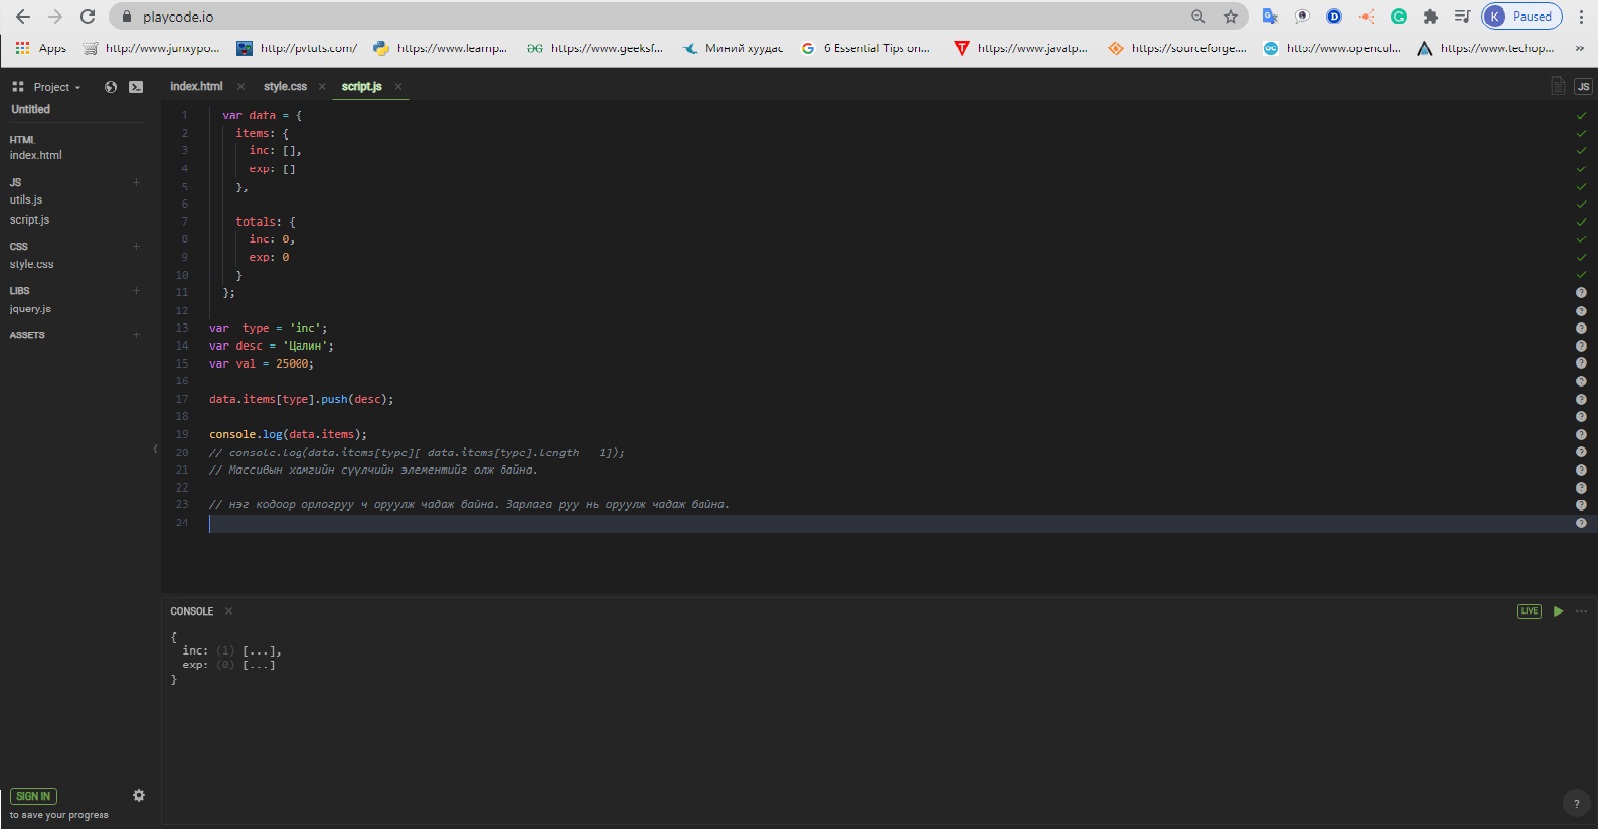 playcode.io
K Paused
Apps http://www.junxypo... http://pvtuts.com/ https://www.learnp... https://www.geeksf... Миний хуудас 6 Essential Tips on... https://www.javatp... https://sourceforge.... http://www.opencul... https://www.techop... »
Project
index.html style.css script.js
JS
Untitled
HTML
index.html
JS
utils.js
script.js
CSS
style.css
LIBS
jquery.js
ASSETS
1 var data = {
2 items: {
3 inc: [],
4 exp: []
5 },
6
7 totals: {
8 inc: 0,
9 exp: 0
10 }
11 };
12
13 var type = 'inc';
14 var desc = 'Цалин';
15 var val = 25000;
16
17 data.items[type].push(desc);
18
19 console.log(data.items);
20 // console.log(data.items[type][ data.items[type].length - 1]);
21 // Массивын хамгийн сүүлчийн элементийг олж байна.
22
23 // нэг кодоор орлогруу ч оруулж чадаж байна. Зарлага руу нь оруулж чадаж байна.
24
CONSOLE
LIVE
{
inc: (1) [...],
exp: (0) [...]
}
SIGN IN
to save your progress
?